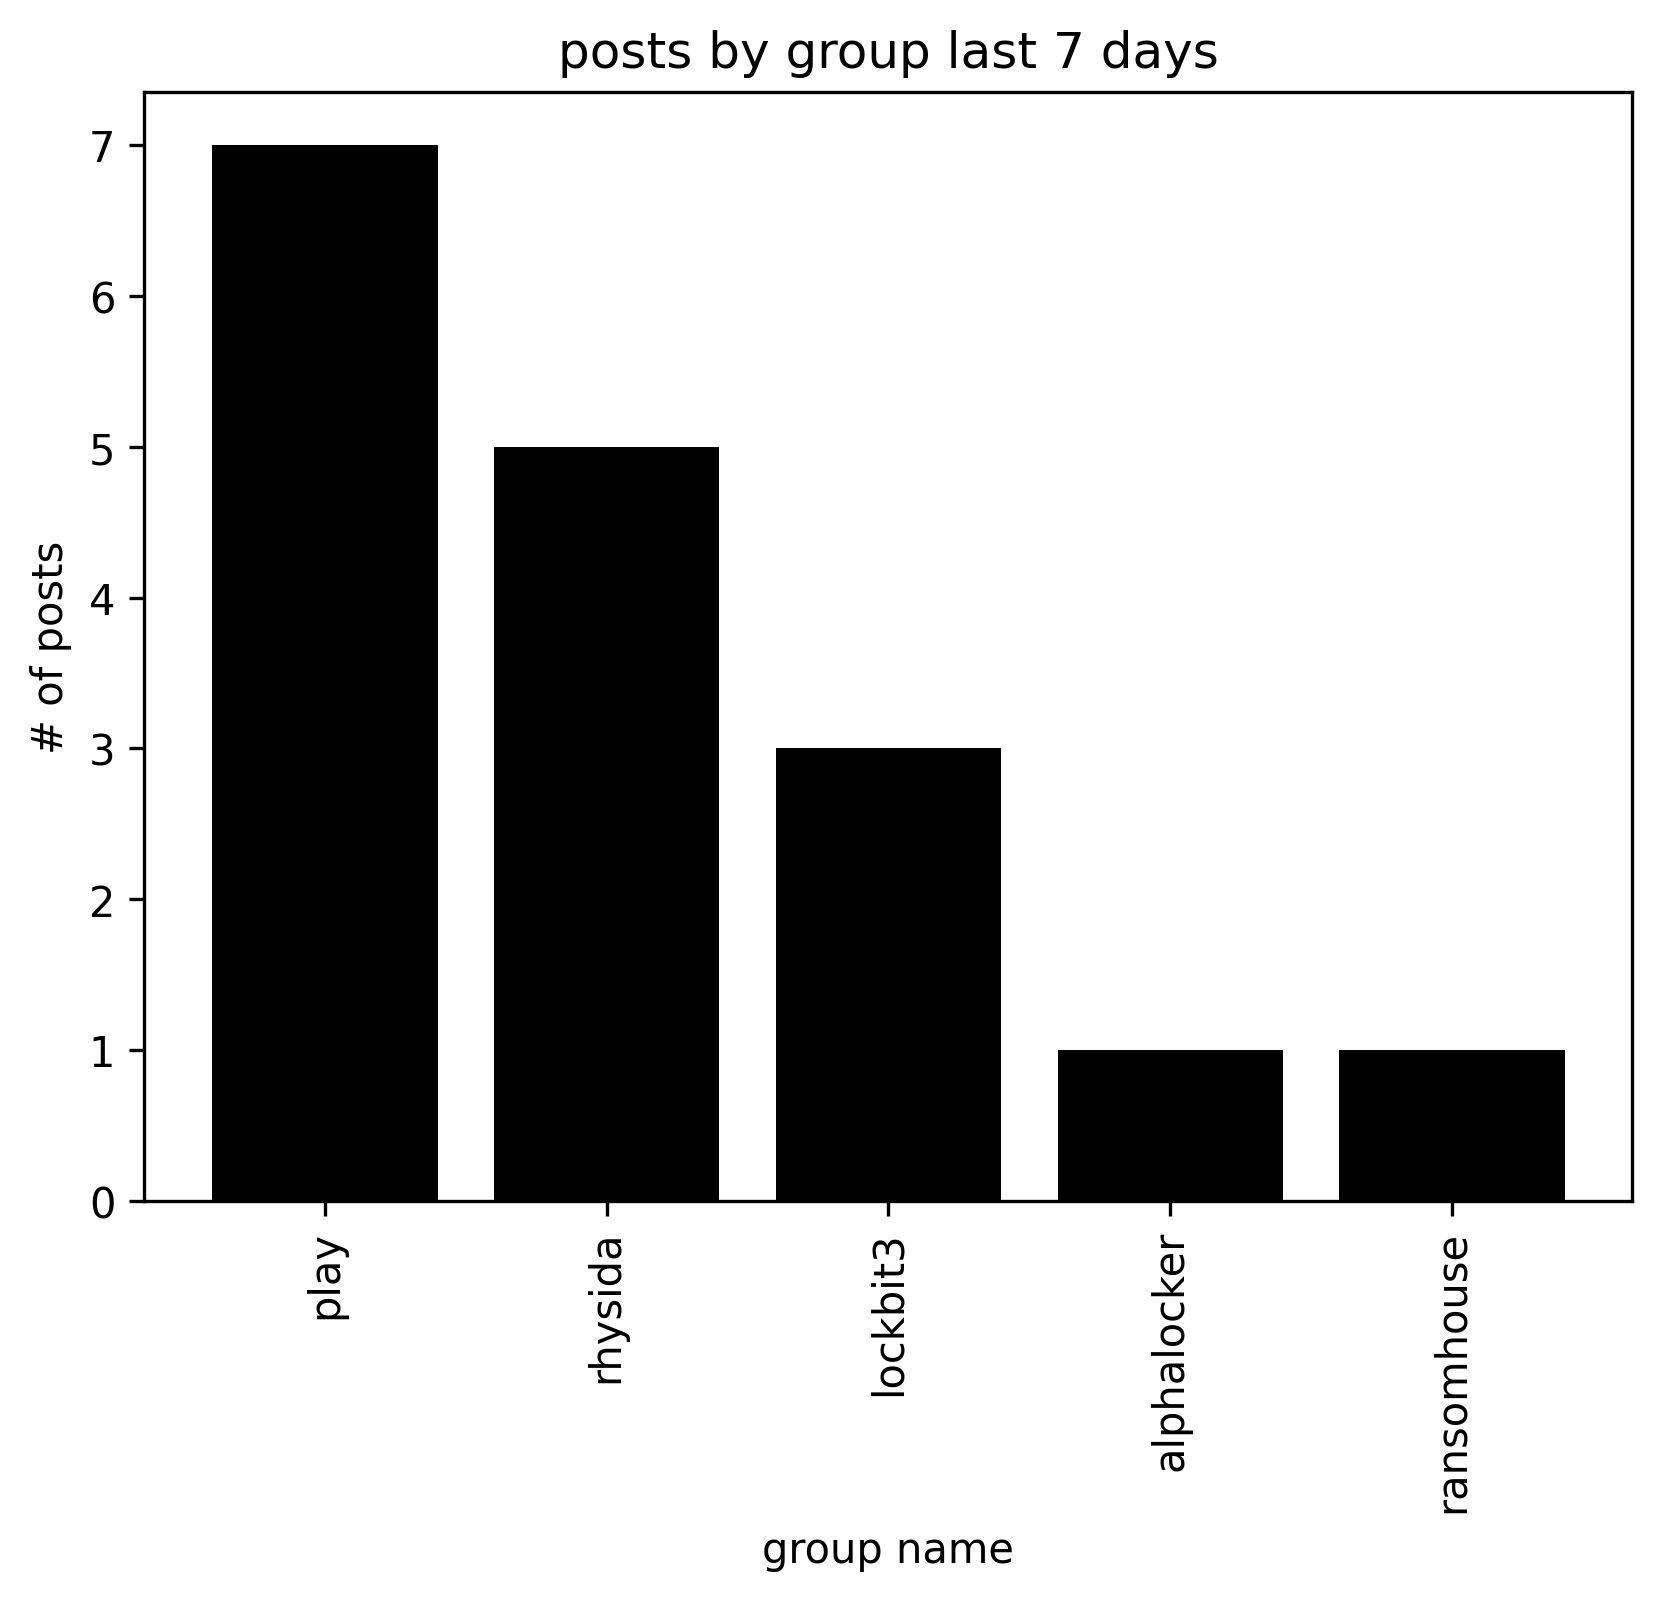 posts by group last 7 days
7
6
5
4
3
2
1
0
# of posts
play
rhysida
lockbit3
alphalocker
ransomhouse
group name